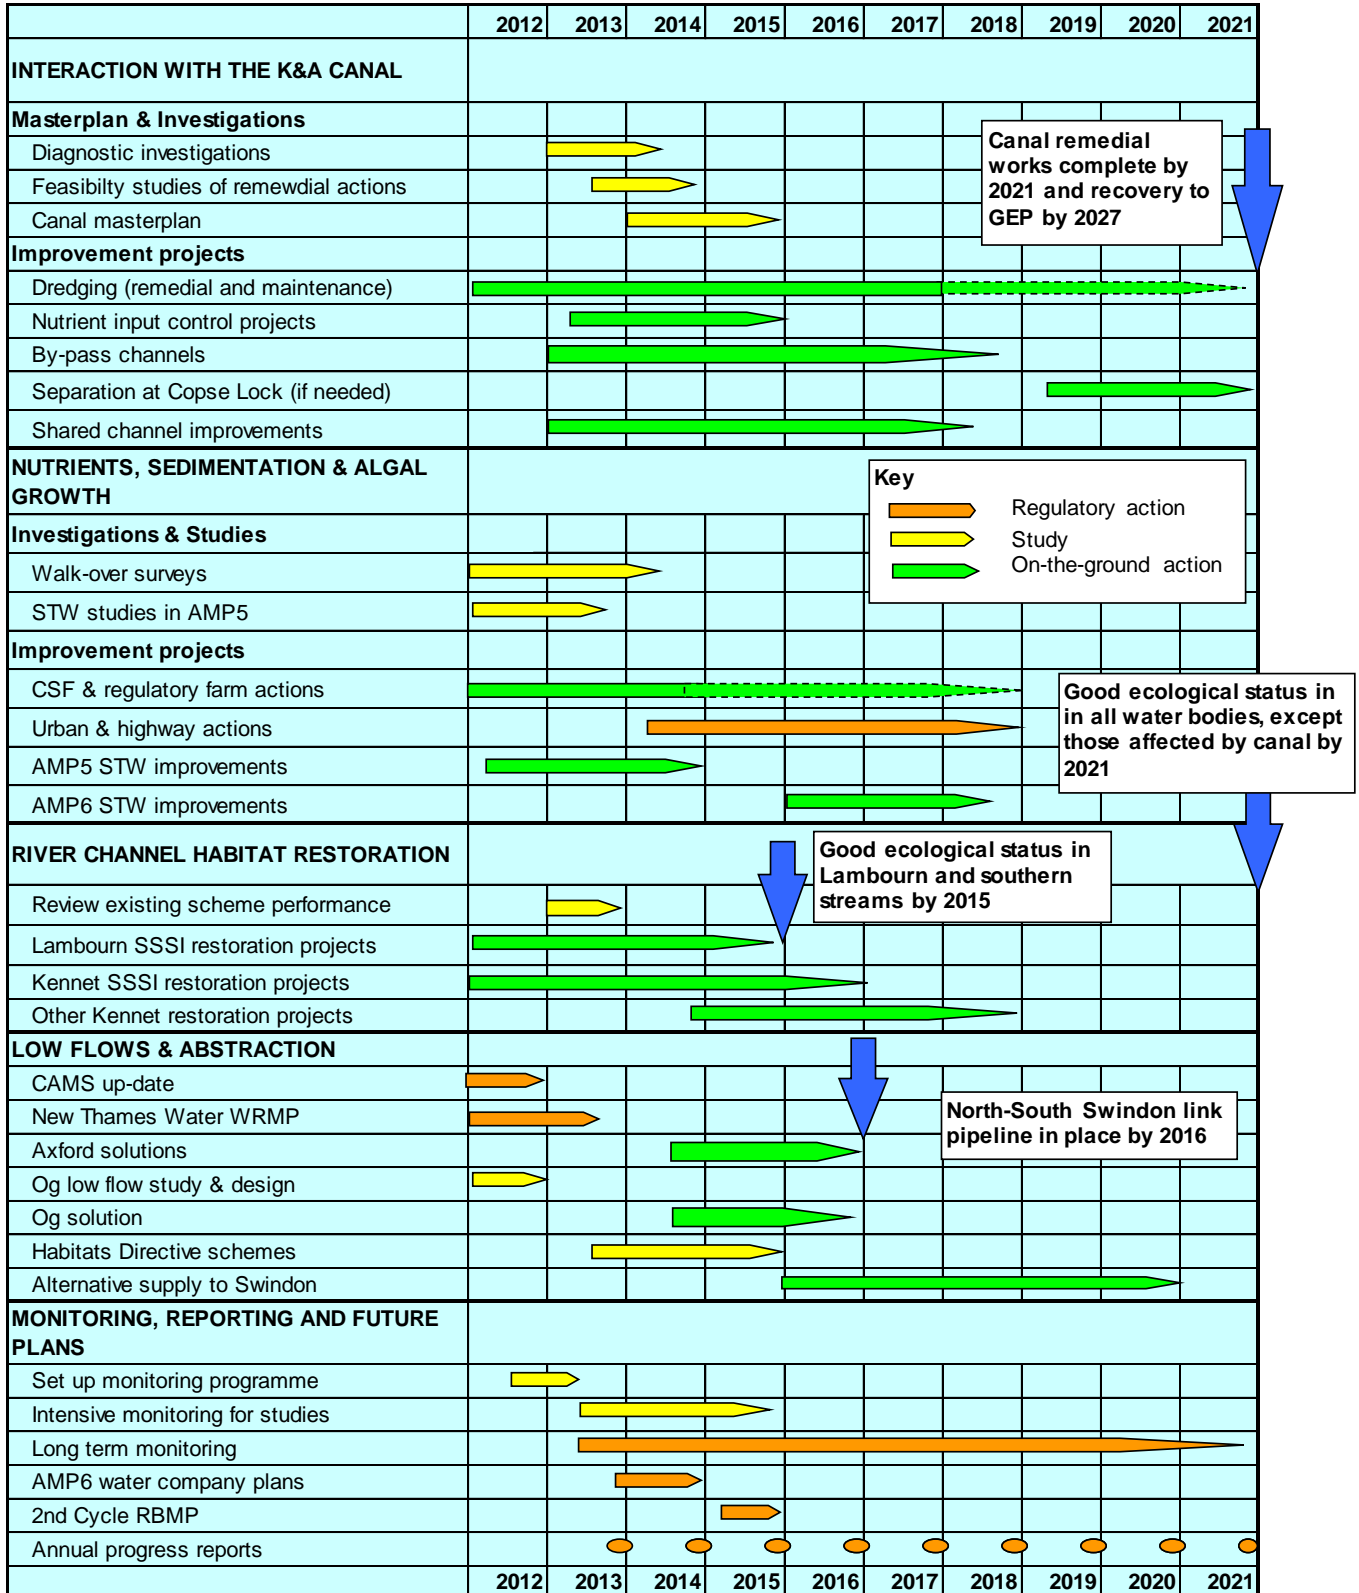 2012 2013 2014 2015 2016 2017 2018 2019 2020 2021
INTERACTION WITH THE K&A CANAL
Masterplan & Investigations
Diagnostic investigations
Feasibilty studies of remewdial actions
Canal masterplan
Canal remedial
works complete by
2021 and recovery to
GEP by 2027
Improvement projects
Dredging (remedial and maintenance)
Nutrient input control projects
By-pass channels
Separation at Copse Lock (if needed)
Shared channel improvements
NUTRIENTS, SEDIMENTATION & ALGAL
GROWTH
Key
Regulatory action
Study
On-the-ground action
Investigations & Studies
Walk-over surveys
STW studies in AMP5
Improvement projects
CSF & regulatory farm actions
Urban & highway actions
AMP5 STW improvements
AMP6 STW improvements
Good ecological status in
in all water bodies, except
those affected by canal by
2021
RIVER CHANNEL HABITAT RESTORATION
Good ecological status in
Lambourn and southern
streams by 2015
Review existing scheme performance
Lambourn SSSI restoration projects
Kennet SSSI restoration projects
Other Kennet restoration projects
LOW FLOWS & ABSTRACTION
CAMS up-date
New Thames Water WRMP
North-South Swindon link
pipeline in place by 2016
Axford solutions
Og low flow study & design
Og solution
Habitats Directive schemes
Alternative supply to Swindon
MONITORING, REPORTING AND FUTURE
PLANS
Set up monitoring programme
Intensive monitoring for studies
Long term monitoring
AMP6 water company plans
2nd Cycle RBMP
Annual progress reports
2012 2013 2014 2015 2016 2017 2018 2019 2020 2021